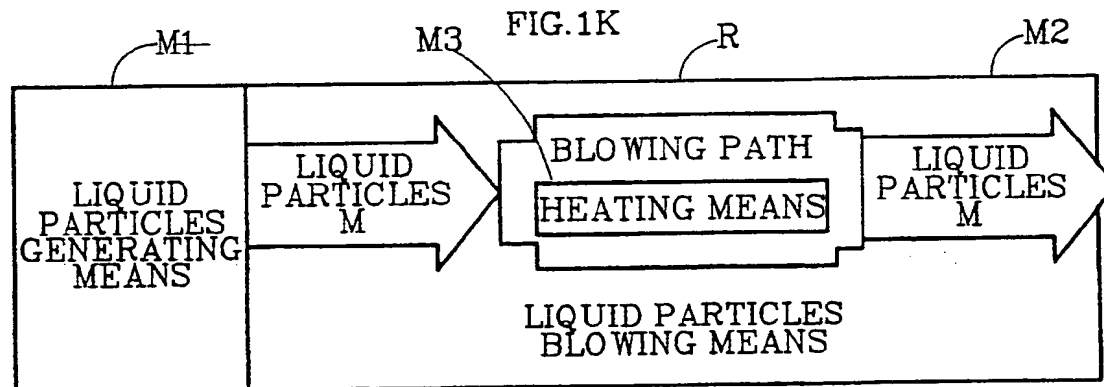 FIG.1K
M1
M3
R
M2
LIQUID
PARTICLES
GENERATING
MEANS
LIQUID
PARTICLES
M
BLOWING PATH
HEATING MEANS
LIQUID
PARTICLES
M
LIQUID PARTICLES
BLOWING MEANS